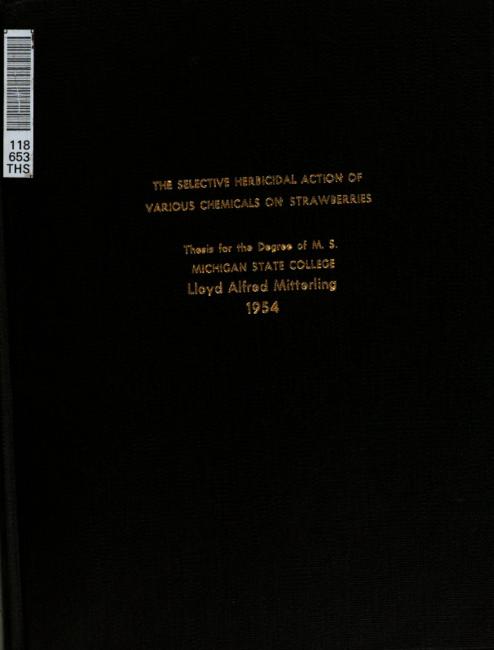 118
653
THS
THE SELECTIVE HERBICIDAL ACTION OF
VARIOUS CHEMICALS ON STRAWBERRIES
Thesis for the Degree of M. S.
MICHIGAN STATE COLLEGE
Lloyd Alfred Mitterling
1954